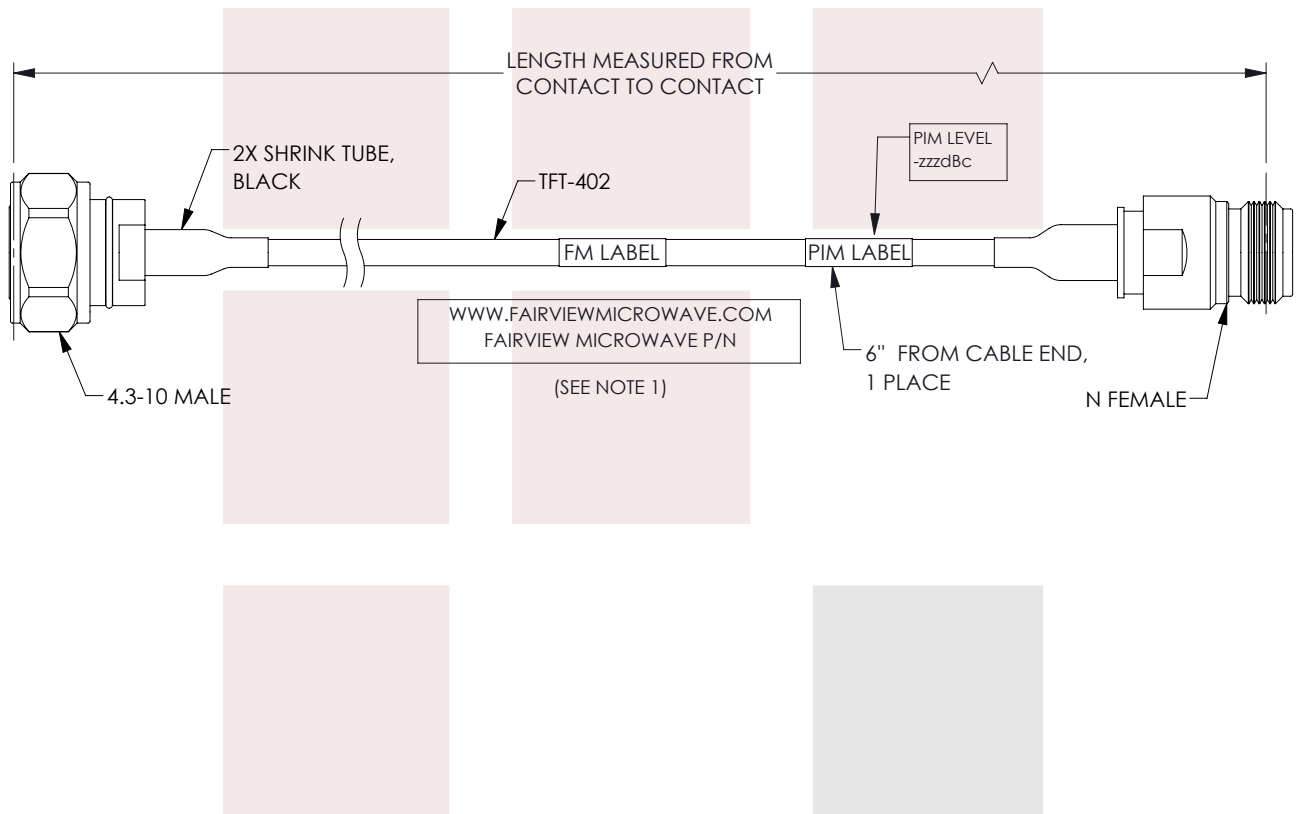 LENGTH MEASURED FROM
CONTACT TO CONTACT
2X SHRINK TUBE,
BLACK
TFT-402
PIM LEVEL
-zzzdBc
FM LABEL
PIM LABEL
WWW.FAIRVIEWMICROWAVE.COM
FAIRVIEW MICROWAVE P/N
(SEE NOTE 1)
6" FROM CABLE END,
1 PLACE
4.3-10 MALE
N FEMALE